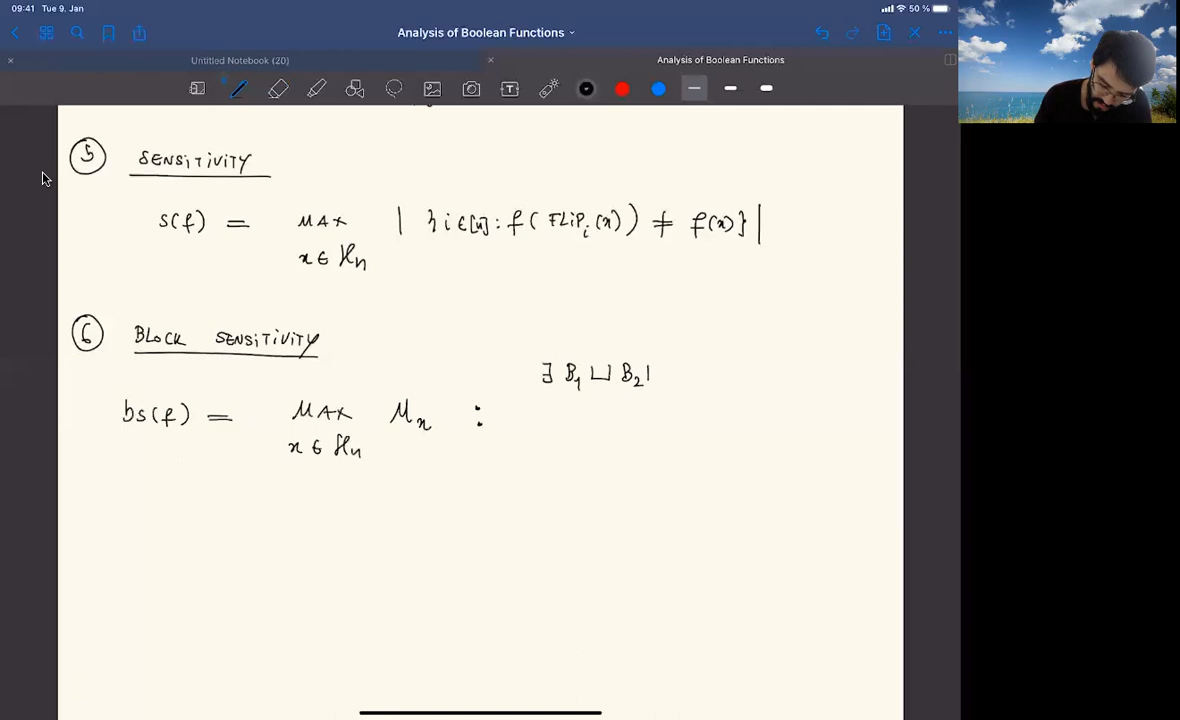 09:41 Tue 9. Jan
50 %
Analysis of Boolean Functions
Untitled Notebook (20)
Analysis of Boolean Functions
5 SENSITIVITY
s(f) = MAX | { i ∈ [n] : f( FLIP_i (x) ) ≠ f(x) } |
x ∈ H_n
6 BLOCK SENSITIVITY
∃ B_1 ⊔ B_2 |
bs(f) = MAX M_x :
x ∈ H_n